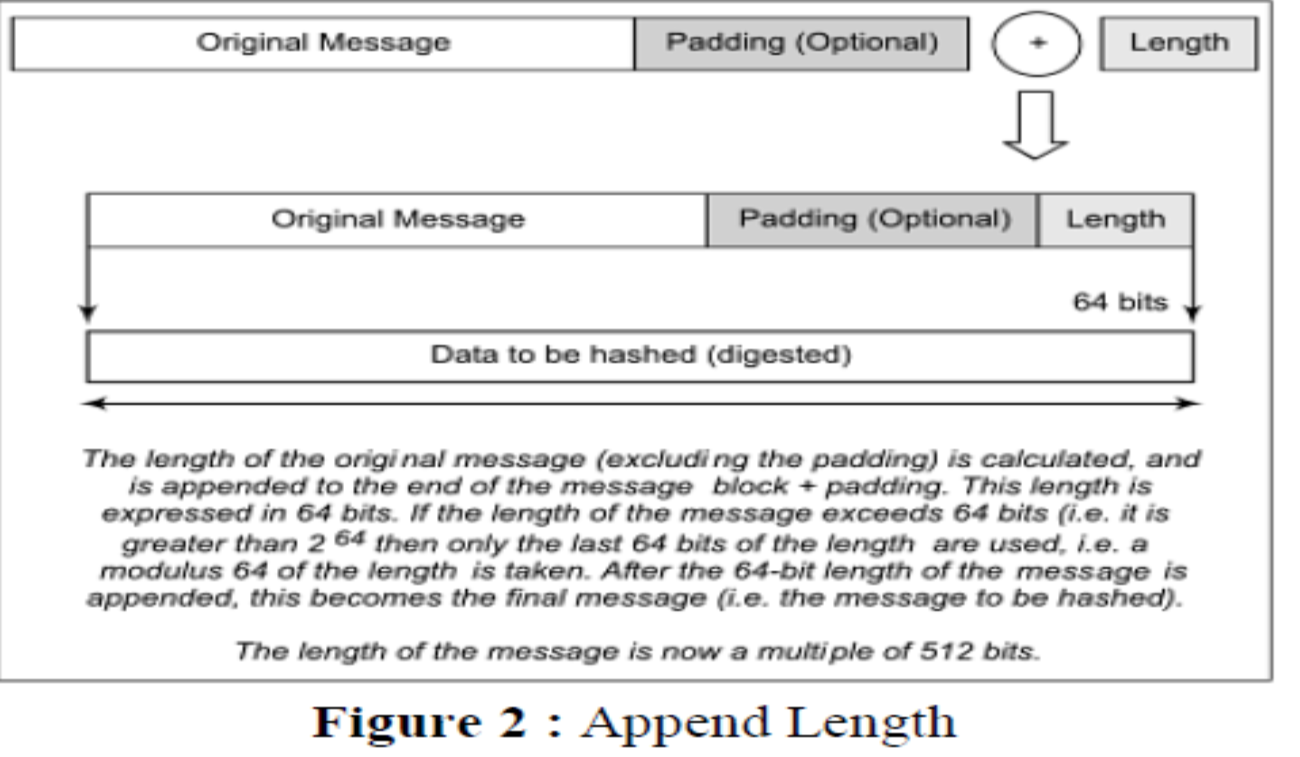 Original Message Padding (Optional) + Length
Original Message Padding (Optional) Length
64 bits
Data to be hashed (digested)
The length of the original message (excluding the padding) is calculated, and
is appended to the end of the message block + padding. This length is
expressed in 64 bits. If the length of the message exceeds 64 bits (i.e. it is
greater than 2 64 then only the last 64 bits of the length are used, i.e. a
modulus 64 of the length is taken. After the 64-bit length of the message is
appended, this becomes the final message (i.e. the message to be hashed).
The length of the message is now a multiple of 512 bits.
Figure 2 : Append Length